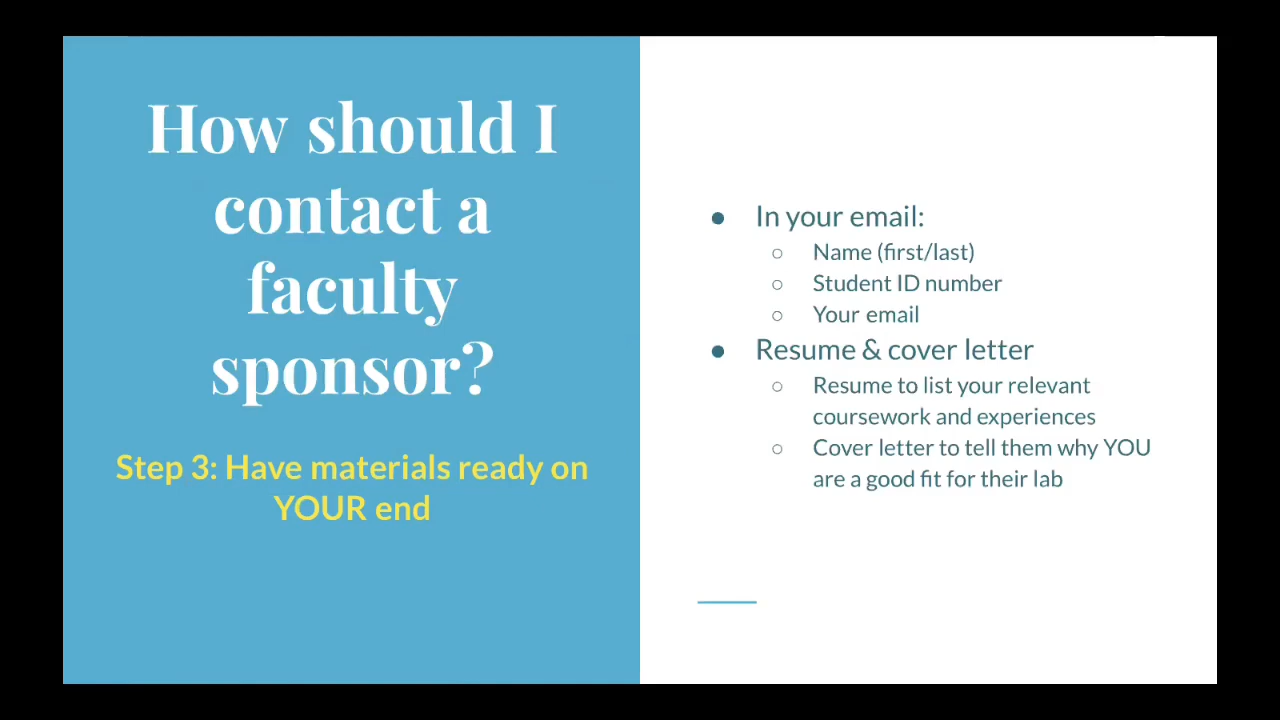 How should I
contact a
faculty
sponsor?
Step 3: Have materials ready on
YOUR end
● In your email:
○ Name (first/last)
○ Student ID number
○ Your email
● Resume & cover letter
○ Resume to list your relevant
coursework and experiences
○ Cover letter to tell them why YOU
are a good fit for their lab